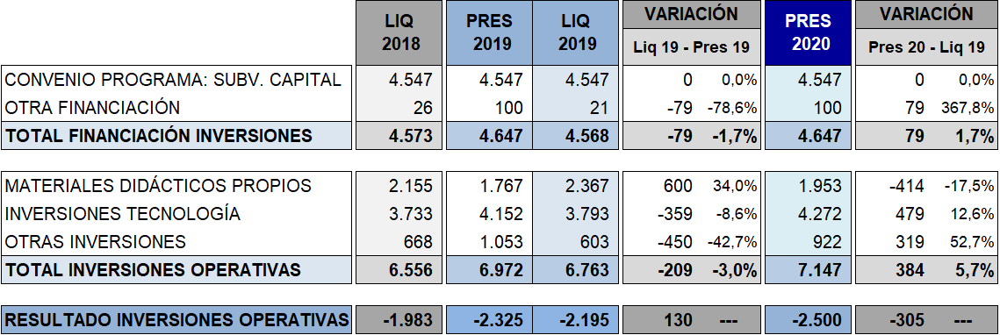 LIQ 2018 PRES 2019 LIQ 2019 VARIACIÓN PRES 2020 VARIACIÓN
Liq 19 - Pres 19 Pres 20 - Liq 19
CONVENIO PROGRAMA: SUBV. CAPITAL 4.547 4.547 4.547 0 0,0% 4.547 0 0,0%
OTRA FINANCIACIÓN 26 100 21 -79 -78,6% 100 79 367,8%
TOTAL FINANCIACIÓN INVERSIONES 4.573 4.647 4.568 -79 -1,7% 4.647 79 1,7%
MATERIALES DIDÁCTICOS PROPIOS 2.155 1.767 2.367 600 34,0% 1.953 -414 -17,5%
INVERSIONES TECNOLOGÍA 3.733 4.152 3.793 -359 -8,6% 4.272 479 12,6%
OTRAS INVERSIONES 668 1.053 603 -450 -42,7% 922 319 52,7%
TOTAL INVERSIONES OPERATIVAS 6.556 6.972 6.763 -209 -3,0% 7.147 384 5,7%
RESULTADO INVERSIONES OPERATIVAS -1.983 -2.325 -2.195 130 --- -2.500 -305 ---